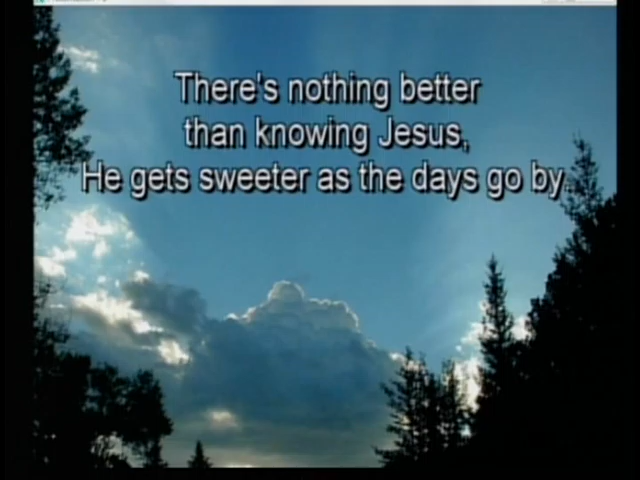 There's nothing better
than knowing Jesus,
He gets sweeter as the days go by.